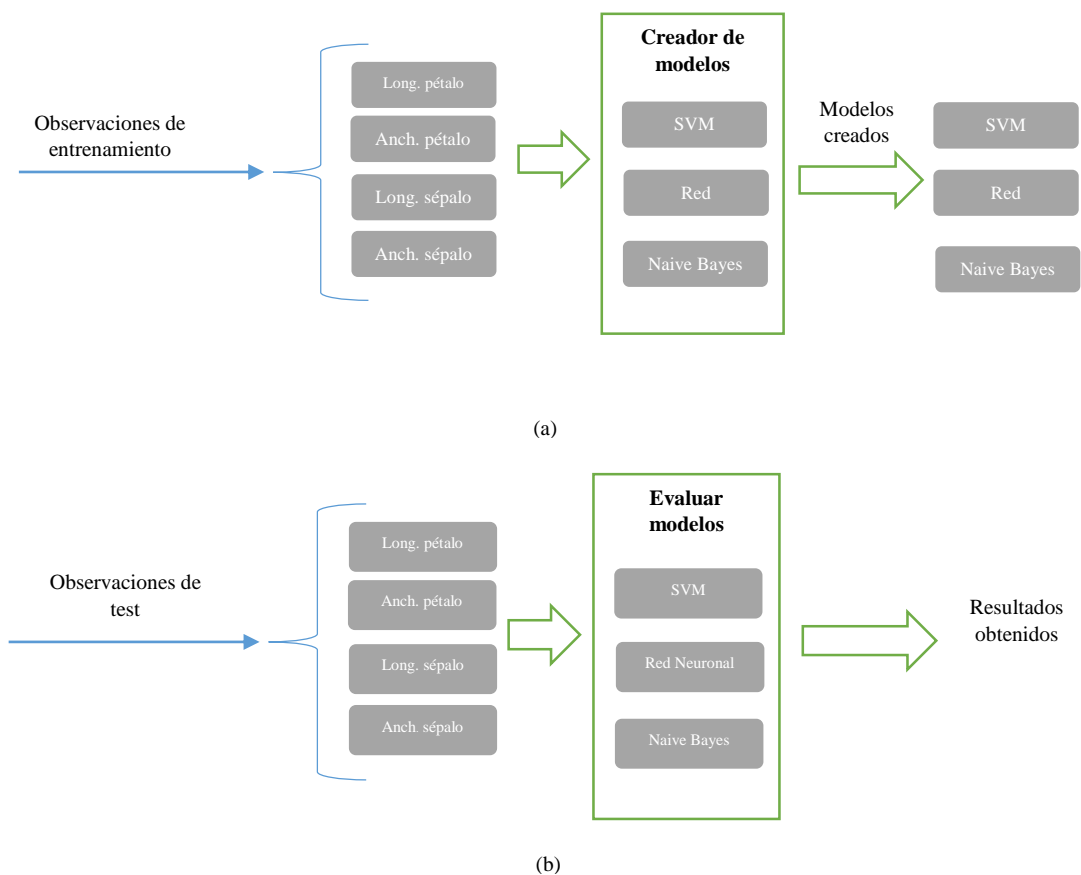 Observaciones de
entrenamiento
Long. pétalo
Anch. pétalo
Long. sépalo
Anch. sépalo
Creador de
modelos
SVM
Red
Naive Bayes
Modelos
creados
SVM
Red
Naive Bayes
(a)
Observaciones de
test
Long. pétalo
Anch. pétalo
Long. sépalo
Anch. sépalo
Evaluar
modelos
SVM
Red Neuronal
Naive Bayes
Resultados
obtenidos
(b)